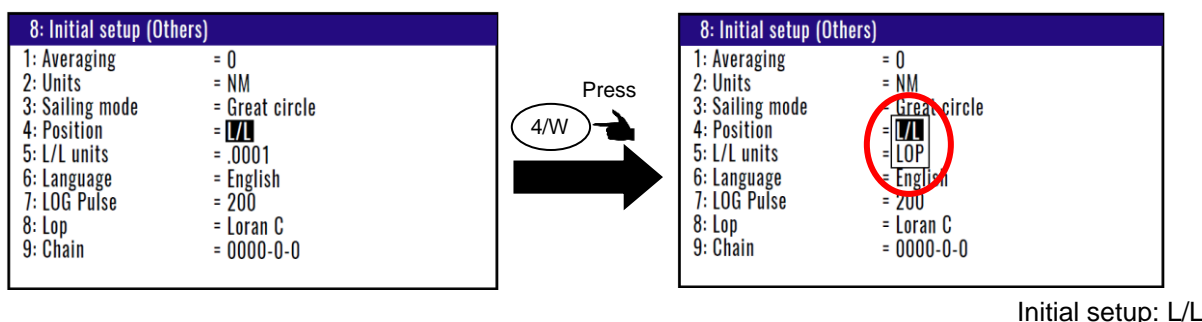 8: Initial setup (Others)
1: Averaging = 0
2: Units = NM
3: Sailing mode = Great circle
4: Position = L/L
5: L/L units = .0001
6: Language = English
7: LOG Pulse = 200
8: Lop = Loran C
9: Chain = 0000-0-0
Press
4/W
8: Initial setup (Others)
1: Averaging = 0
2: Units = NM
3: Sailing mode = Great circle
4: Position = L/L
5: L/L units = LOP
6: Language = English
7: LOG Pulse = 200
8: Lop = Loran C
9: Chain = 0000-0-0
Initial setup: L/L